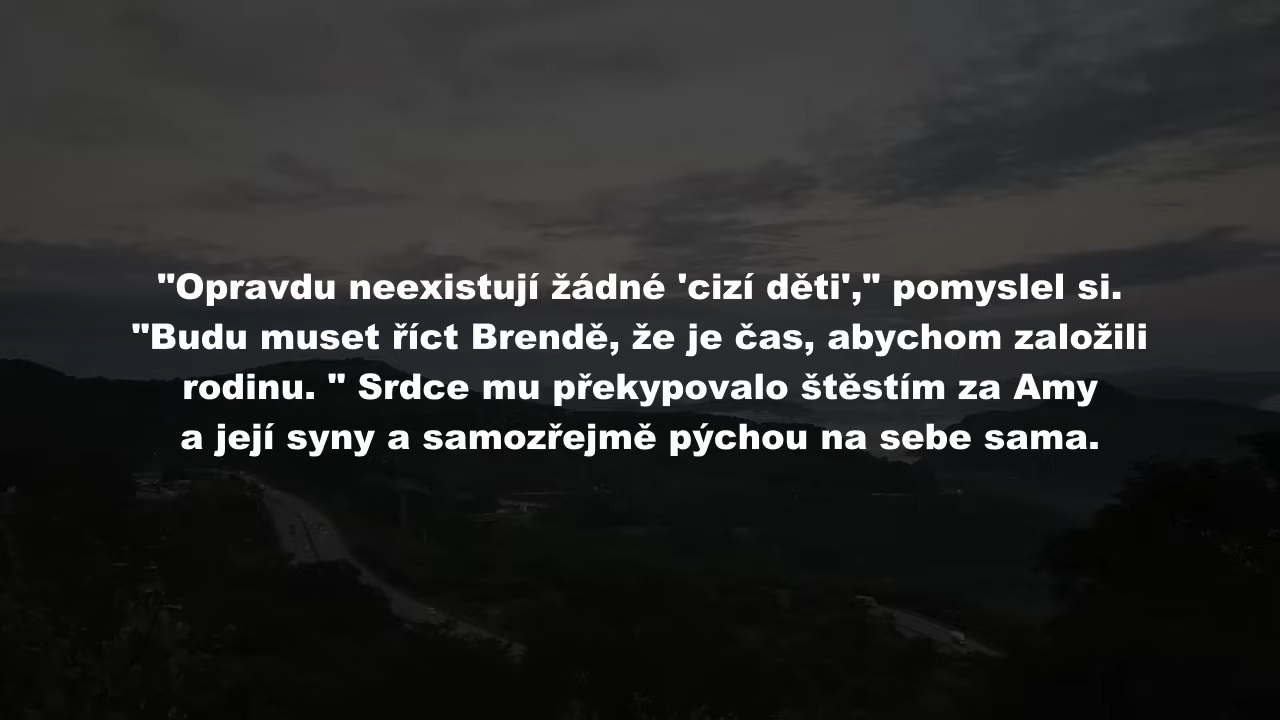 "Opravdu neexistují žádné 'cizí děti'," pomyslel si.
"Budu muset říct Brendě, že je čas, abychom založili
rodinu. " Srdce mu překypovalo štěstím za Amy
a její syny a samozřejmě pýchou na sebe sama.